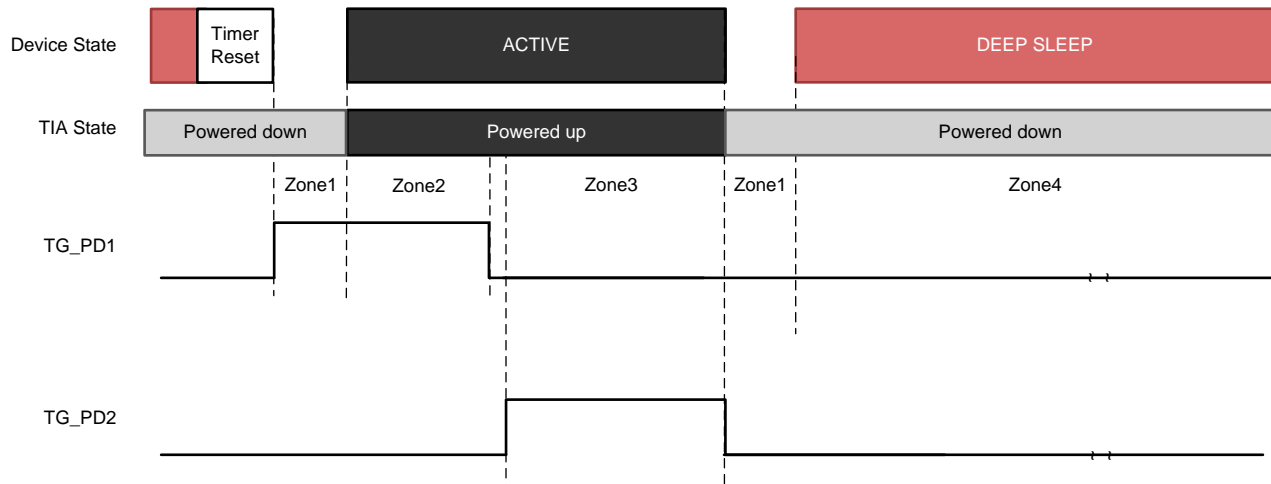 Device State
Timer
Reset
ACTIVE
DEEP SLEEP
TIA State
Powered down
Powered up
Powered down
Zone1
Zone2
Zone3
Zone1
Zone4
TG_PD1
TG_PD2